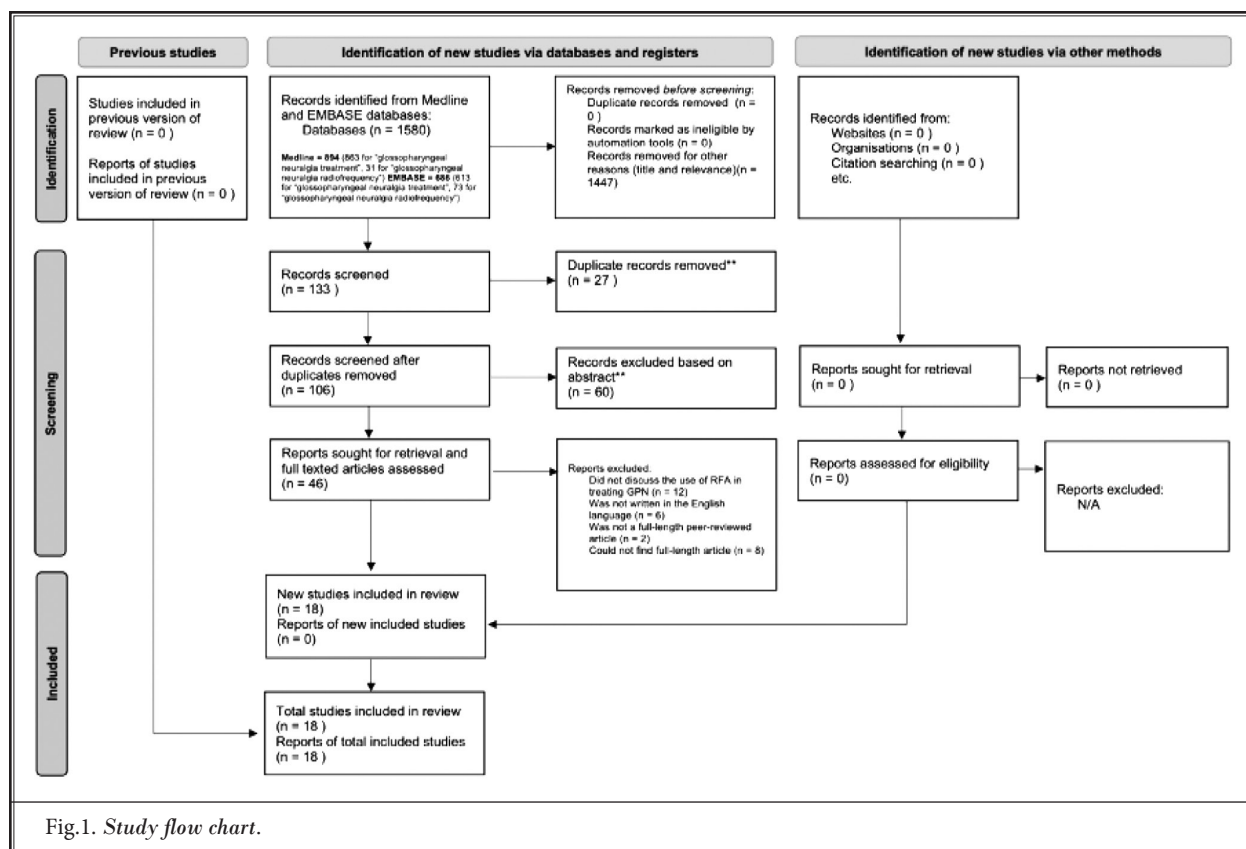 Previous studies
Identification of new studies via databases and registers
Identification of new studies via other methods
Identification
Studies included in
previous version of
review (n = 0 )
Reports of studies
included in previous
version of review (n = 0 )
Records identified from Medline
and EMBASE databases:
Databases (n = 1580)
Medline = 894 (863 for "glossopharyngeal
neuralgia treatment", 31 for "glossopharyngeal
neuralgia radiofrequency") EMBASE = 686 (613
for "glossopharyngeal neuralgia treatment", 73 for
"glossopharyngeal neuralgia radiofrequency")
Records removed before screening:
Duplicate records removed (n =
0 )
Records marked as ineligible by
automation tools (n = 0)
Records removed for other
reasons (title and relevance)(n =
1447)
Records identified from:
Websites (n = 0 )
Organisations (n = 0 )
Citation searching (n = 0 )
etc.
Screening
Records screened
(n = 133 )
Duplicate records removed**
(n = 27 )
Records screened after
duplicates removed
(n = 106)
Records excluded based on
abstract**
(n = 60)
Reports sought for retrieval
(n = 0 )
Reports not retrieved
(n = 0 )
Reports sought for retrieval and
full texted articles assessed
(n = 46)
Reports excluded:
Did not discuss the use of RFA in
treating GPN (n = 12)
Was not written in the English
language (n = 6)
Was not a full-length peer-reviewed
article (n = 2)
Could not find full-length article (n = 8)
Reports assessed for eligibility
(n = 0)
Reports excluded:
N/A
Included
New studies included in review
(n = 18)
Reports of new included studies
(n = 0)
Total studies included in review
(n = 18 )
Reports of total included studies
(n = 18 )
Fig.1. Study flow chart.